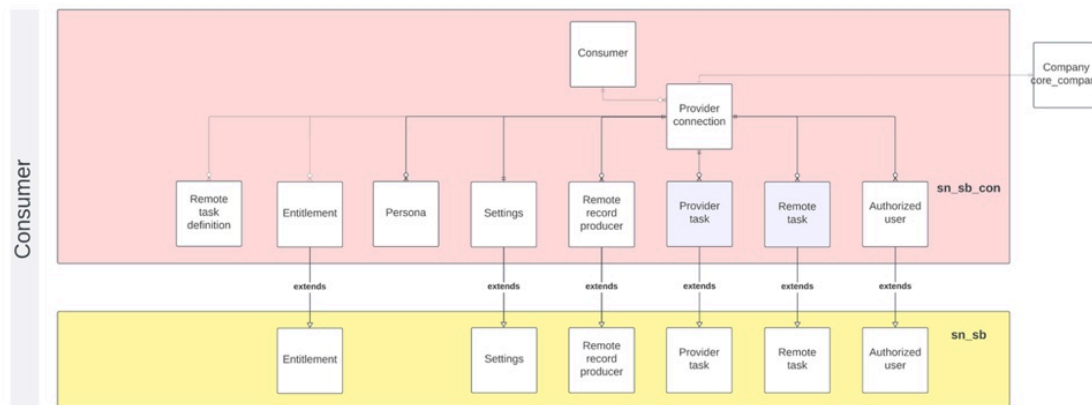 Consumer
Consumer
Company
core_compan
Provider
connection
sn_sb_con
Remote
task
definition
Entitlement
Persona
Settings
Remote
record
producer
Provider
task
Remote
task
Authorized
user
extends
extends
extends
extends
extends
extends
sn_sb
Entitlement
Settings
Remote
record
producer
Provider
task
Remote
task
Authorized
user